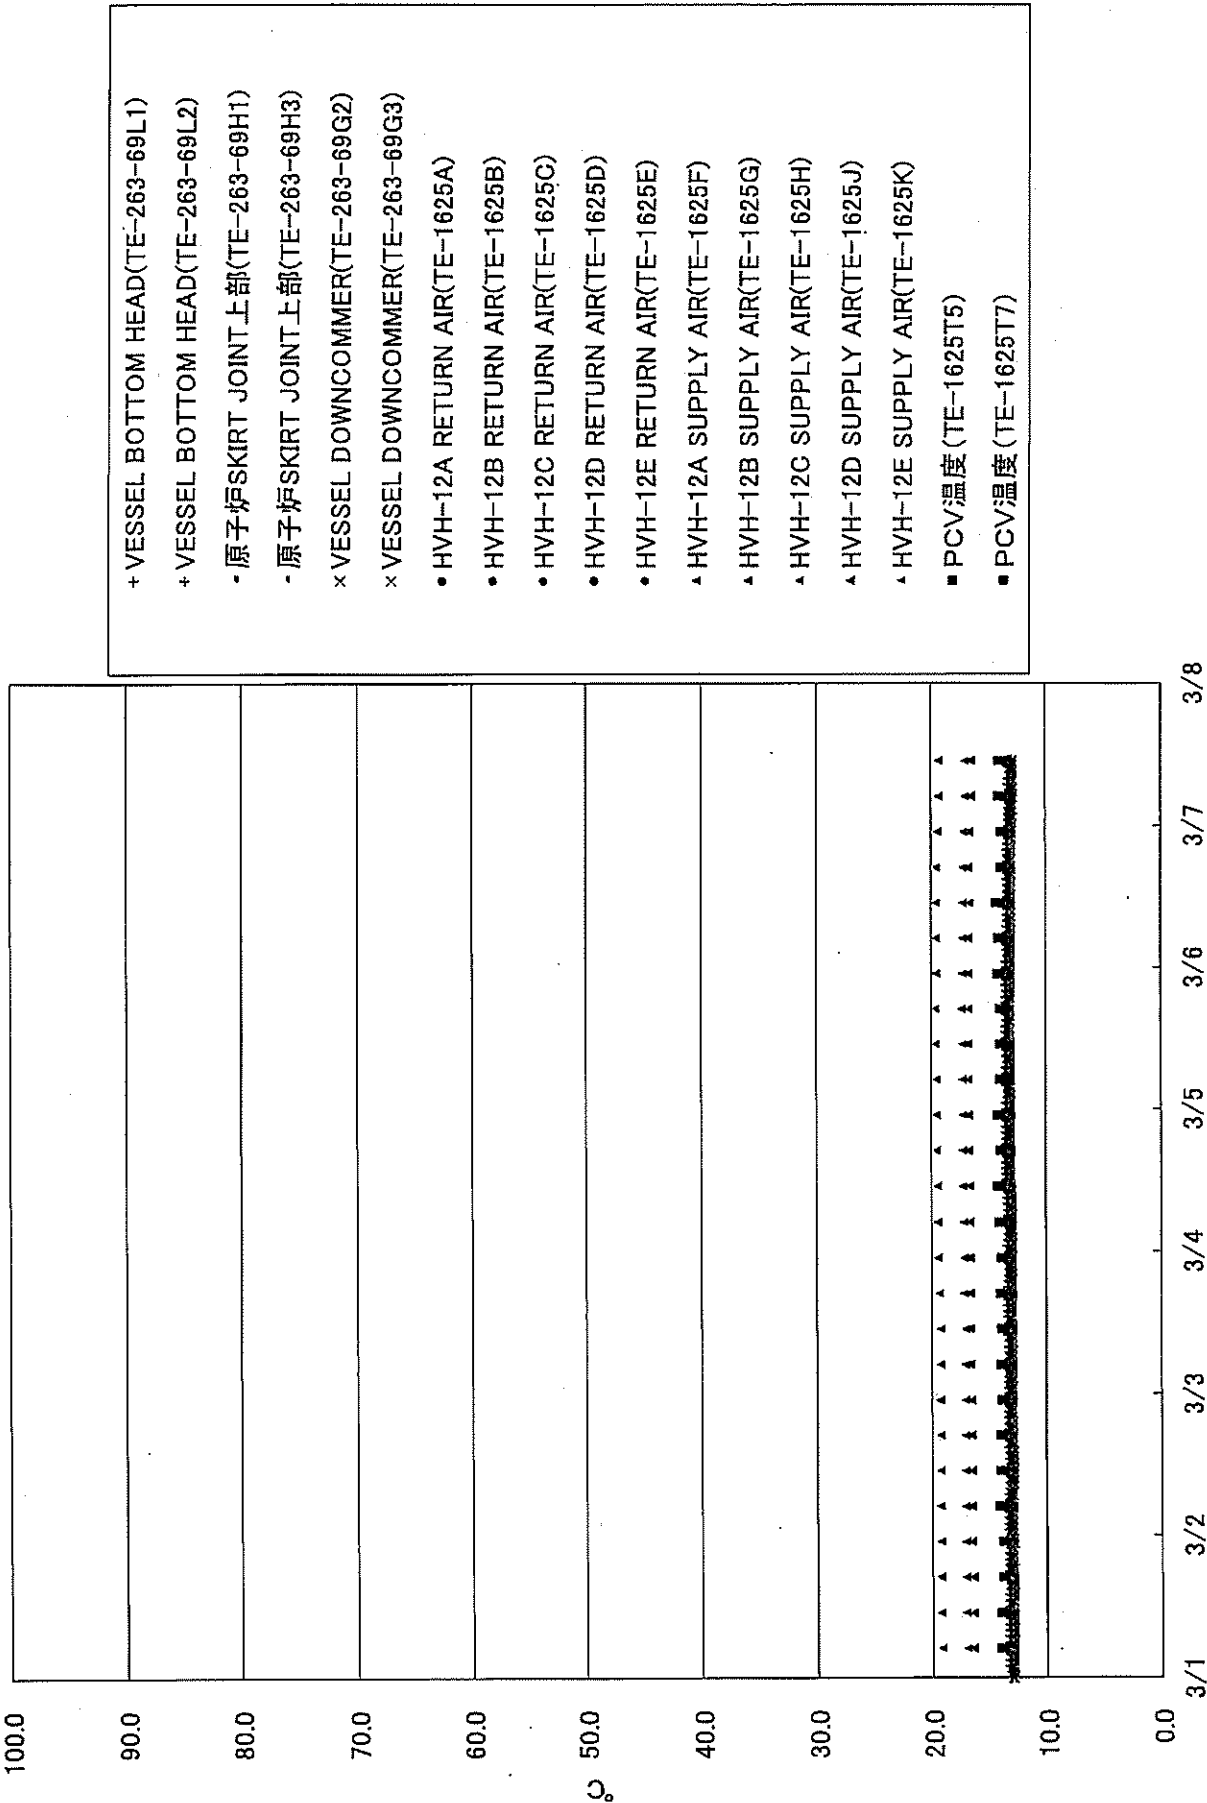 100.0
90.0
80.0
70.0
60.0
50.0
40.0
30.0
20.0
10.0
0.0
℃
3/1
3/2
3/3
3/4
3/5
3/6
3/7
3/8
+ VESSEL BOTTOM HEAD(TE-263-69L1)
+ VESSEL BOTTOM HEAD(TE-263-69L2)
- 原子炉SKIRT JOINT上部(TE-263-69H1)
- 原子炉SKIRT JOINT上部(TE-263-69H3)
× VESSEL DOWNCOMMER(TE-263-69G2)
× VESSEL DOWNCOMMER(TE-263-69G3)
● HVH-12A RETURN AIR(TE-1625A)
● HVH-12B RETURN AIR(TE-1625B)
● HVH-12C RETURN AIR(TE-1625C)
● HVH-12D RETURN AIR(TE-1625D)
● HVH-12E RETURN AIR(TE-1625E)
▲ HVH-12A SUPPLY AIR(TE-1625F)
▲ HVH-12B SUPPLY AIR(TE-1625G)
▲ HVH-12C SUPPLY AIR(TE-1625H)
▲ HVH-12D SUPPLY AIR(TE-1625J)
▲ HVH-12E SUPPLY AIR(TE-1625K)
■ PCV温度(TE-1625T5)
■ PCV温度(TE-1625T7)